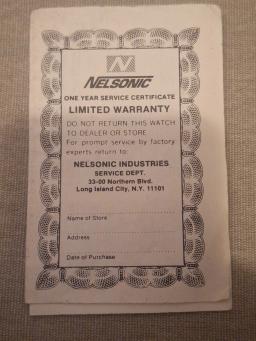 N
NELSONIC
ONE YEAR SERVICE CERTIFICATE
LIMITED WARRANTY
DO NOT RETURN THIS WATCH
TO DEALER OR STORE
For prompt service by factory
experts return to:
NELSONIC INDUSTRIES
SERVICE DEPT.
33-00 Northern Blvd.
Long Island City, N.Y. 11101
Name of Store
Address
Date of Purchase